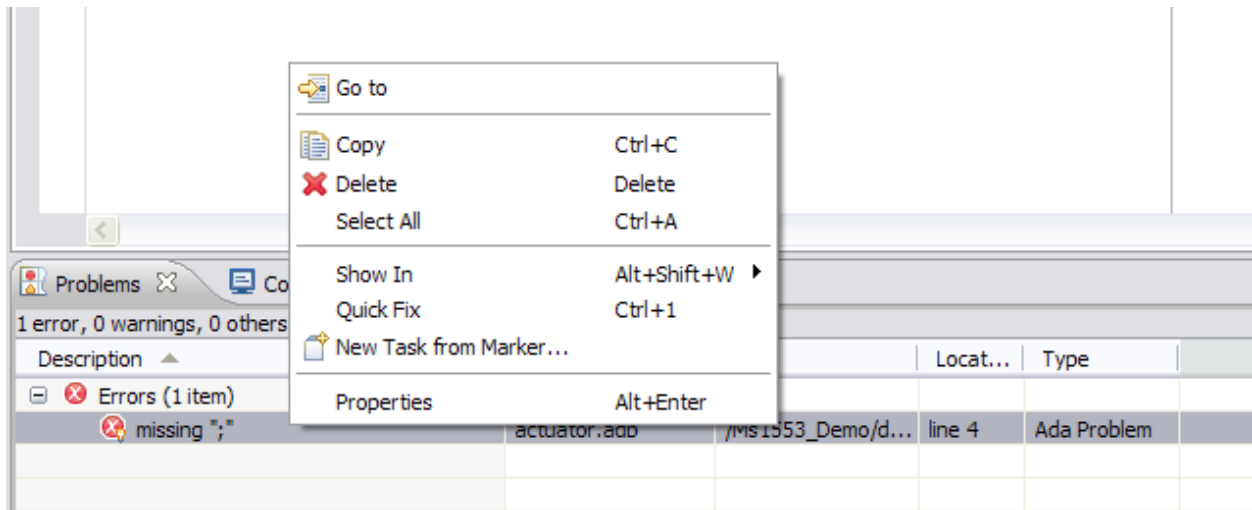 Go to
Copy Ctrl+C
Delete Delete
Select All Ctrl+A
Show In Alt+Shift+W
Quick Fix Ctrl+1
New Task from Marker...
Properties Alt+Enter
Problems Co
1 error, 0 warnings, 0 others
Description Locat... Type
Errors (1 item)
missing ";" actuator.adb /Ms1553_Demo/d... line 4 Ada Problem